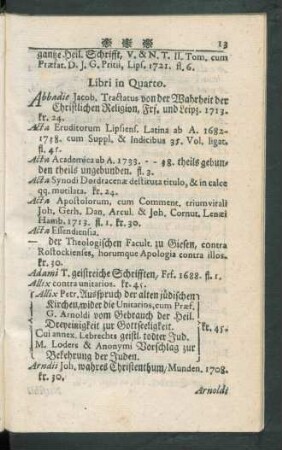 13
gantze Heil. Schrifft, V. & N. T. II. Tom. cum
Præfat. D. J. G. Pritii, Lips. 1721. fl. 6.
Libri in Quarto.
Abbadie Jacob. Tractatus von der Wahrheit der
Christlichen Religion, Frf. und Leipz. 1713.
kr. 24.
Acta Eruditorum Lipsiens. Latina ab A. 1682-
1758. cum Suppl. & Indicibus 35. Vol. ligat.
fl. 45.
Acta Academica ab A. 1733. - - 38. theils gebun-
den theils ungebunden. fl. 3.
Acta Synodi Dordracenæ destituta titulo, & in calce
qq. mutilata. kr. 24.
Acta Apostolorum, cum Comment. triumvirali
Joh. Gerh. Dan. Arcul. & Joh. Cornut. Lenæi
Hamb. 1713. fl. 1. kr. 30.
Acta Essendiensia.
— der Theologischen Facult. zu Giesen, contra
Rostockienses, horumque Apologia contra illos.
kr. 30.
Adami T. geistreiche Schrifften, Frf. 1688. fl. 1.
Allix contra unitarios. kr. 45.
Allix Petr. Ausspruch der alten jüdischen
Kirchen, wider die Unitarios, cum Præf.
G. Arnoldi vom Gebrauch der Heil.
Dreyeinigkeit zur Gottseeligkeit.
Cui annex. Lebrechts geistl. todter Jud.
M. Loders & Anonymi Vorschlag zur
Bekehrung der Juden.
kr. 45.
Arndts Joh. wahres Christenthum, Munden. 1708.
kr. 30.
Arnoldi